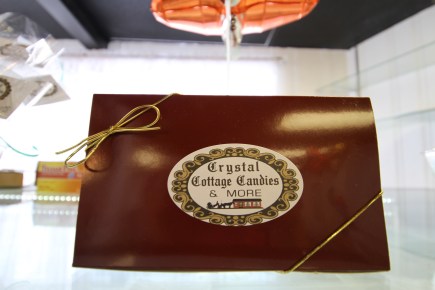 Crystal
Cottage Candies
& MORE